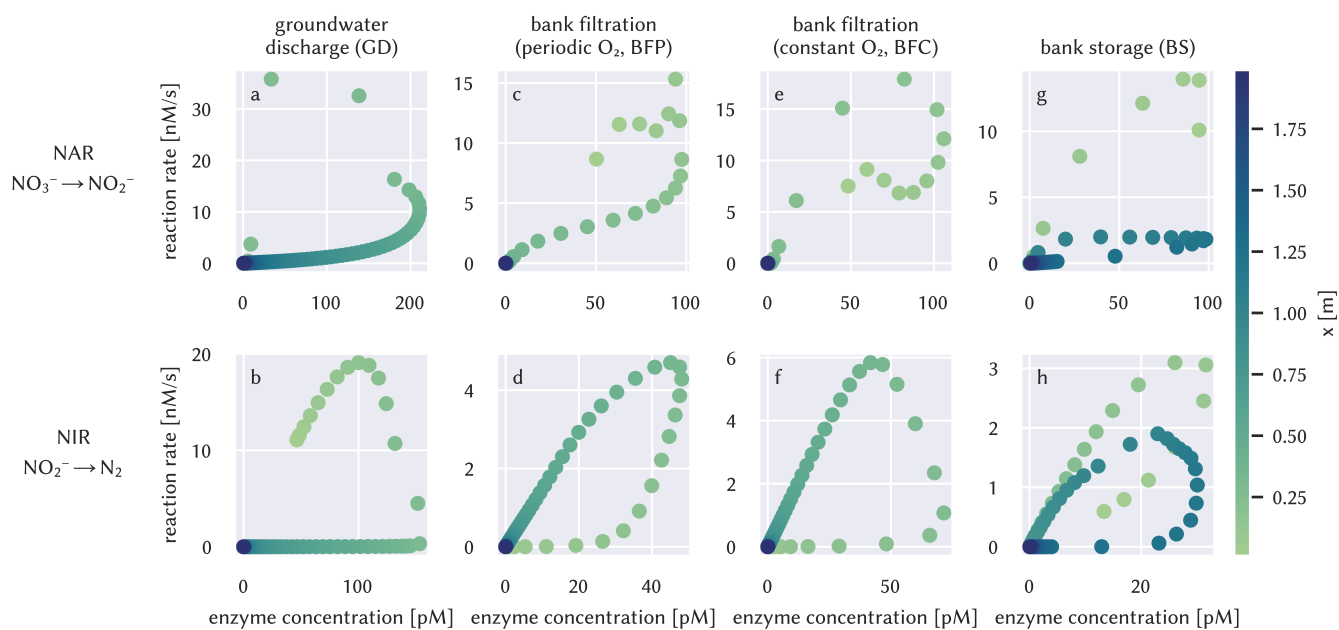 groundwater
discharge (GD)
bank filtration
(periodic O₂, BFP)
bank filtration
(constant O₂, BFC)
bank storage (BS)
NAR
NO₃⁻→NO₂⁻
reaction rate [nM/s]
30
20
10
0
a
0
100
200
15
10
5
0
c
0
50
100
15
10
5
0
e
0
50
100
10
5
0
g
0
50
100
NIR
NO₂⁻→N₂
reaction rate [nM/s]
20
10
0
b
0
100
enzyme concentration [pM]
4
2
0
d
0
20
40
enzyme concentration [pM]
6
4
2
0
f
0
50
enzyme concentration [pM]
3
2
1
0
h
0
20
enzyme concentration [pM]
1.75
1.50
1.25
1.00
0.75
0.50
0.25
x [m]